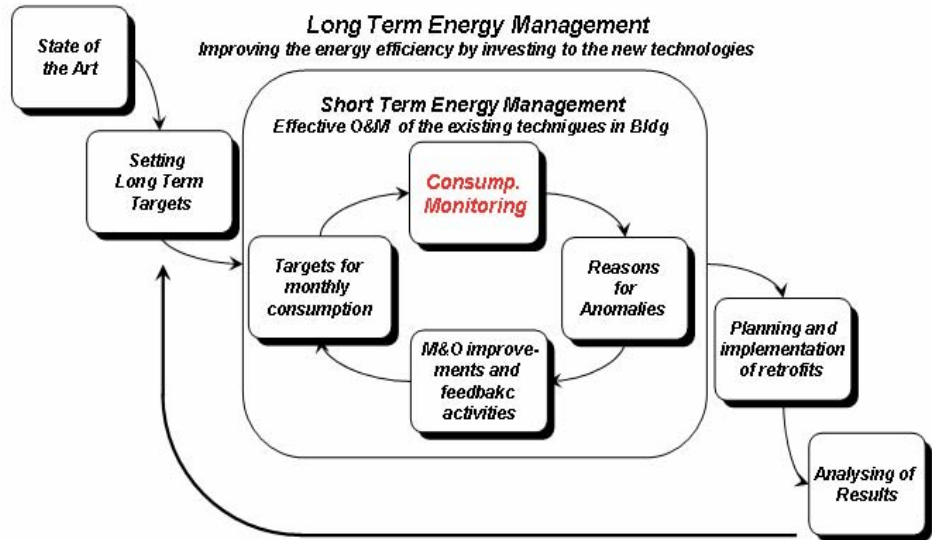 Long Term Energy Management
Improving the energy efficiency by investing to the new technologies
State of
the Art
Setting
Long Term
Targets
Short Term Energy Management
Effective O&M of the existing techniques in Bldg
Consump.
Monitoring
Targets for
monthly
consumption
Reasons
for
Anomalies
M&O improve-
ments and
feedbakc
activities
Planning and
implementation
of retrofits
Analysing of
Results